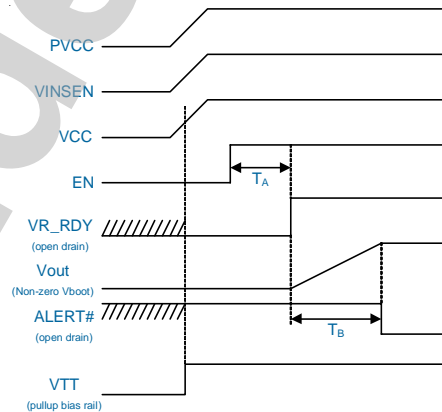 PVCC
VINSEN
VCC
EN
TA
VR_RDY
(open drain)
Vout
(Non-zero Vboot)
ALERT#
(open drain)
TB
VTT
(pullup bias rail)